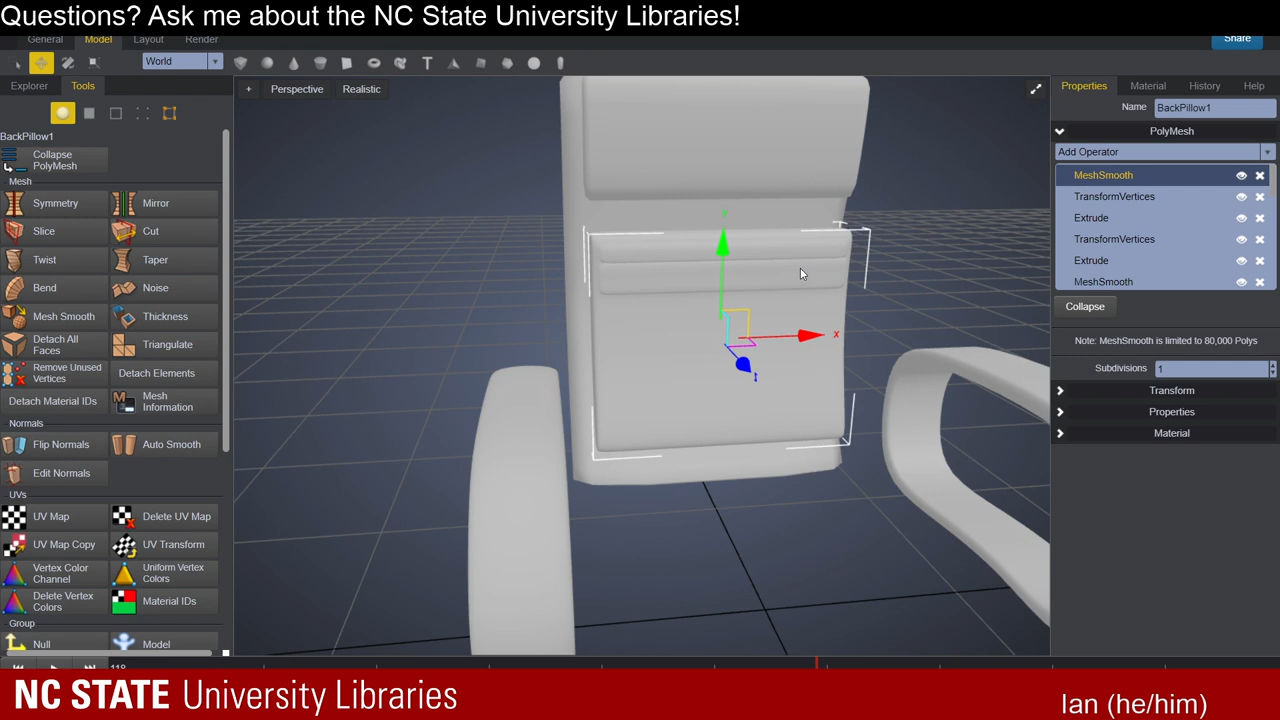 Questions? Ask me about the NC State University Libraries!
General Model Layout Render
Share
World
Explorer Tools
+ Perspective Realistic
Properties Material History Help
Name BackPillow1
BackPillow1
PolyMesh
Collapse PolyMesh
Add Operator
Mesh
MeshSmooth
TransformVertices
Extrude
TransformVertices
Extrude
MeshSmooth
Symmetry Mirror
Slice Cut
Twist Taper
Bend Noise
Mesh Smooth Thickness
Detach All Faces Triangulate
Remove Unused Vertices Detach Elements
Detach Material IDs Mesh Information
Collapse
Note: MeshSmooth is limited to 80,000 Polys
Subdivisions 1
Transform
Properties
Material
Normals
Flip Normals Auto Smooth
Edit Normals
UVs
UV Map Delete UV Map
UV Map Copy UV Transform
Vertex Color Channel Uniform Vertex Colors
Delete Vertex Colors Material IDs
Group
Null Model
118
x
NC STATE University Libraries
Ian (he/him)